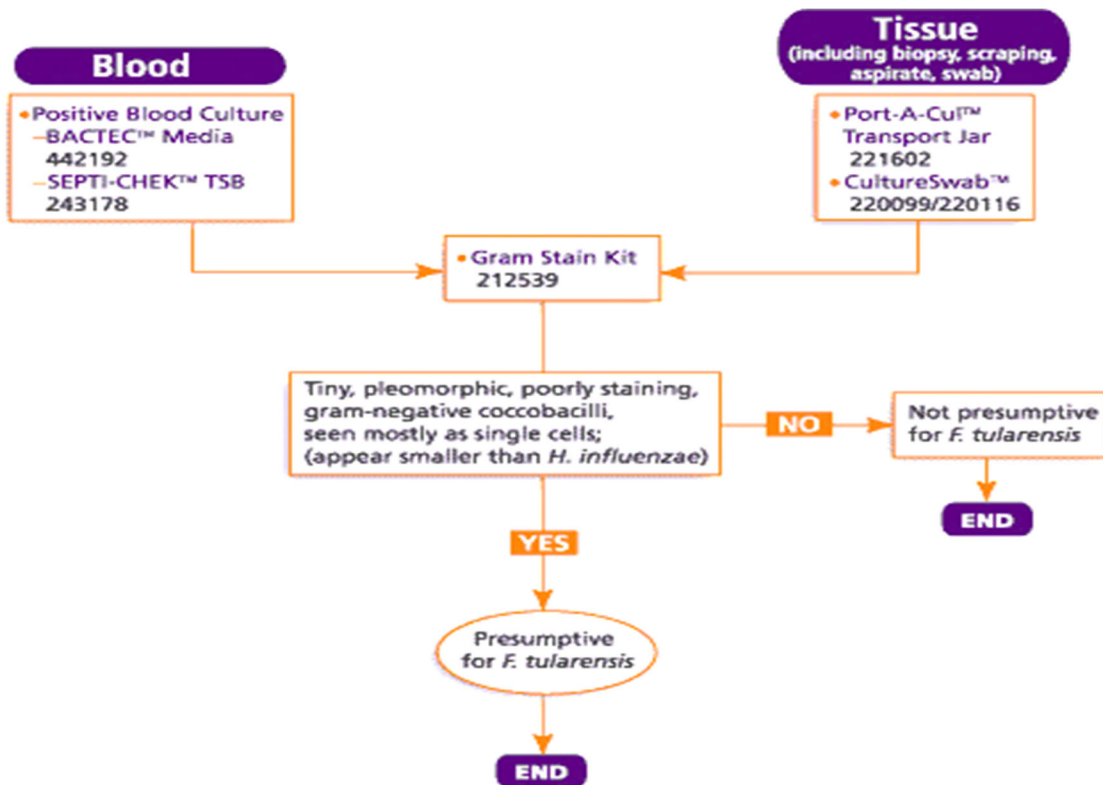 Blood
•Positive Blood Culture
–BACTEC™ Media
442192
–SEPTI-CHEK™ TSB
243178
Tissue
(including biopsy, scraping,
aspirate, swab)
•Port-A-Cul™
Transport Jar
221602
•CultureSwab™
220099/220116
• Gram Stain Kit
212539
Tiny, pleomorphic, poorly staining,
gram-negative coccobacilli,
seen mostly as single cells;
(appear smaller than H. influenzae)
NO
Not presumptive
for F. tularensis
END
YES
Presumptive
for F. tularensis
END